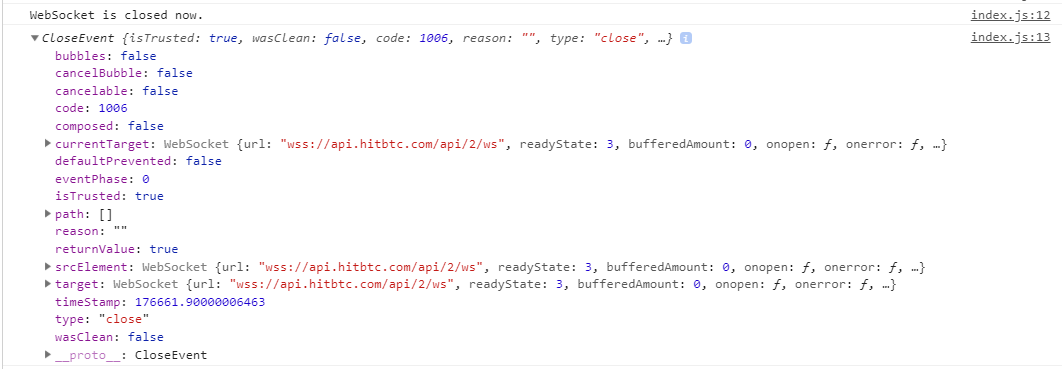 WebSocket is closed now. index.js:12
▼CloseEvent {isTrusted: true, wasClean: false, code: 1006, reason: "", type: "close", …} i index.js:13
bubbles: false
cancelBubble: false
cancelable: false
code: 1006
composed: false
▶currentTarget: WebSocket {url: "wss://api.hitbtc.com/api/2/ws", readyState: 3, bufferedAmount: 0, onopen: ƒ, onerror: ƒ, …}
defaultPrevented: false
eventPhase: 0
isTrusted: true
▶path: []
reason: ""
returnValue: true
▶srcElement: WebSocket {url: "wss://api.hitbtc.com/api/2/ws", readyState: 3, bufferedAmount: 0, onopen: ƒ, onerror: ƒ, …}
▶target: WebSocket {url: "wss://api.hitbtc.com/api/2/ws", readyState: 3, bufferedAmount: 0, onopen: ƒ, onerror: ƒ, …}
timeStamp: 176661.90000006463
type: "close"
wasClean: false
▶__proto__: CloseEvent